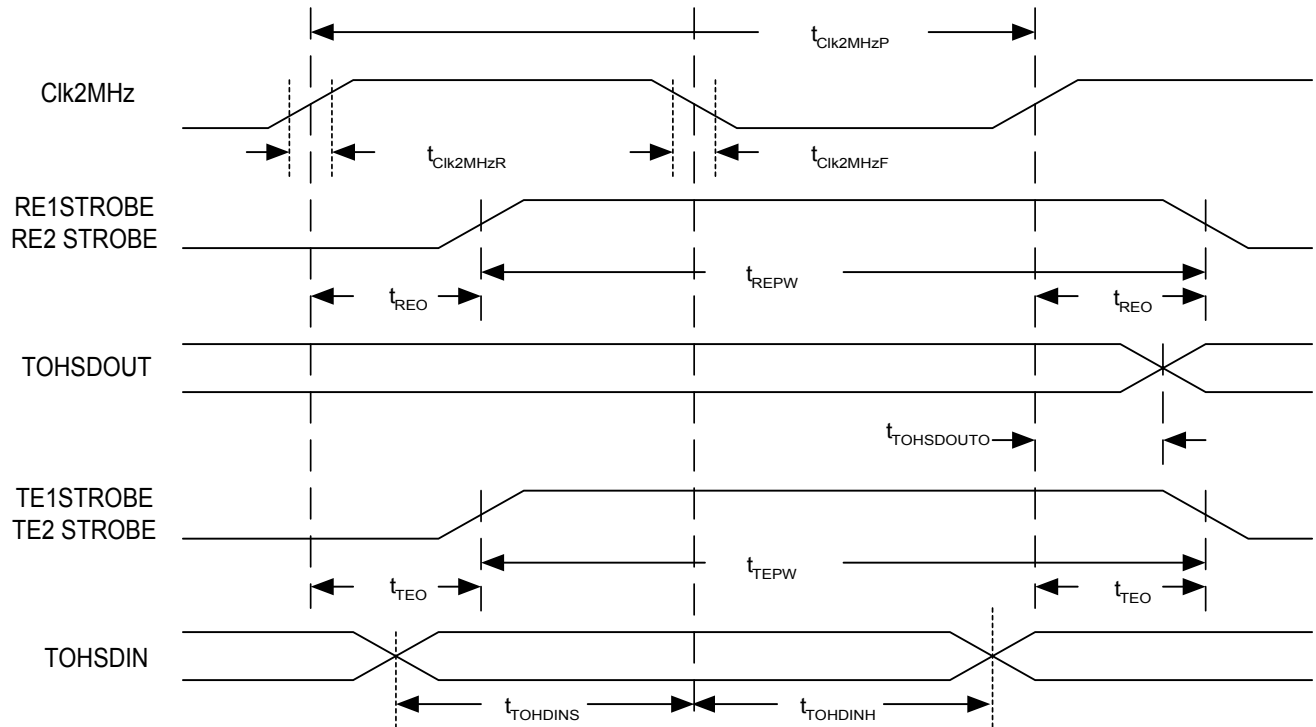 tClk2MHzP
Clk2MHz
tClk2MHzR
tClk2MHzF
RE1STROBE
RE2 STROBE
tREPW
tREO
tREO
TOHSDOUT
tTOHSDOUTO
TE1STROBE
TE2 STROBE
tTEPW
tTEO
tTEO
TOHSDIN
tTOHDINS
tTOHDINH